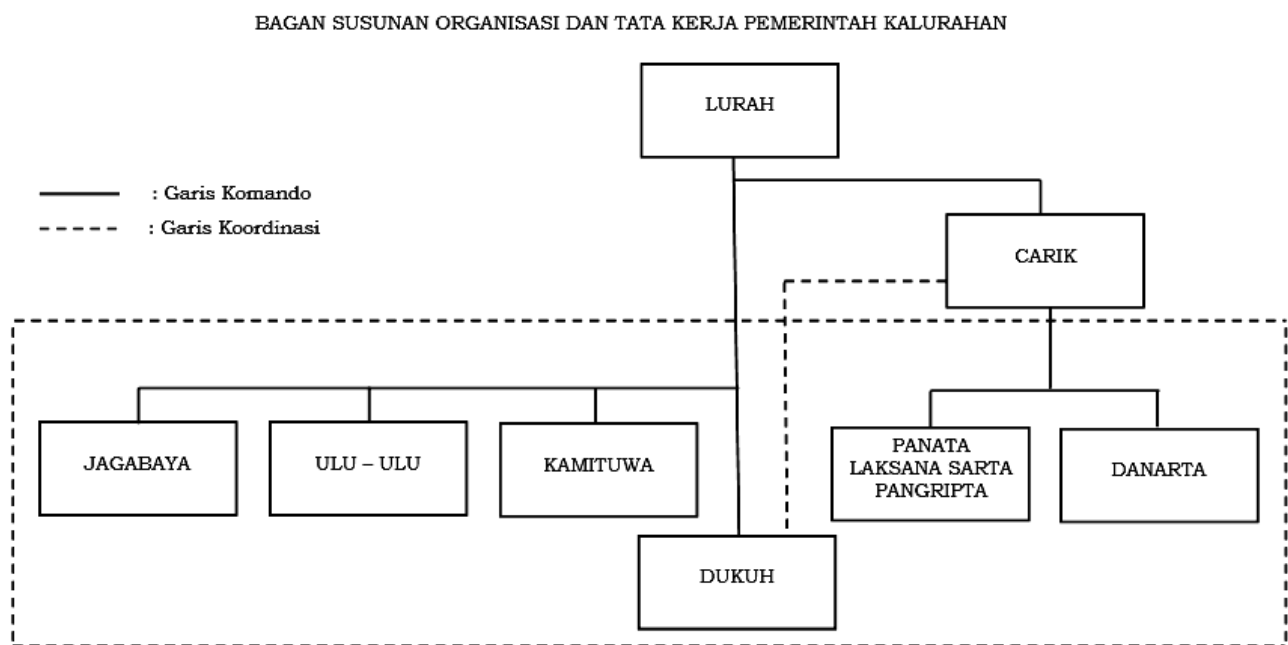 BAGAN SUSUNAN ORGANISASI DAN TATA KERJA PEMERINTAH KALURAHAN
LURAH
: Garis Komando
: Garis Koordinasi
CARIK
JAGABAYA
ULU – ULU
KAMITUWA
PANATA
LAKSANA SARTA
PANGRIPTA
DANARTA
DUKUH